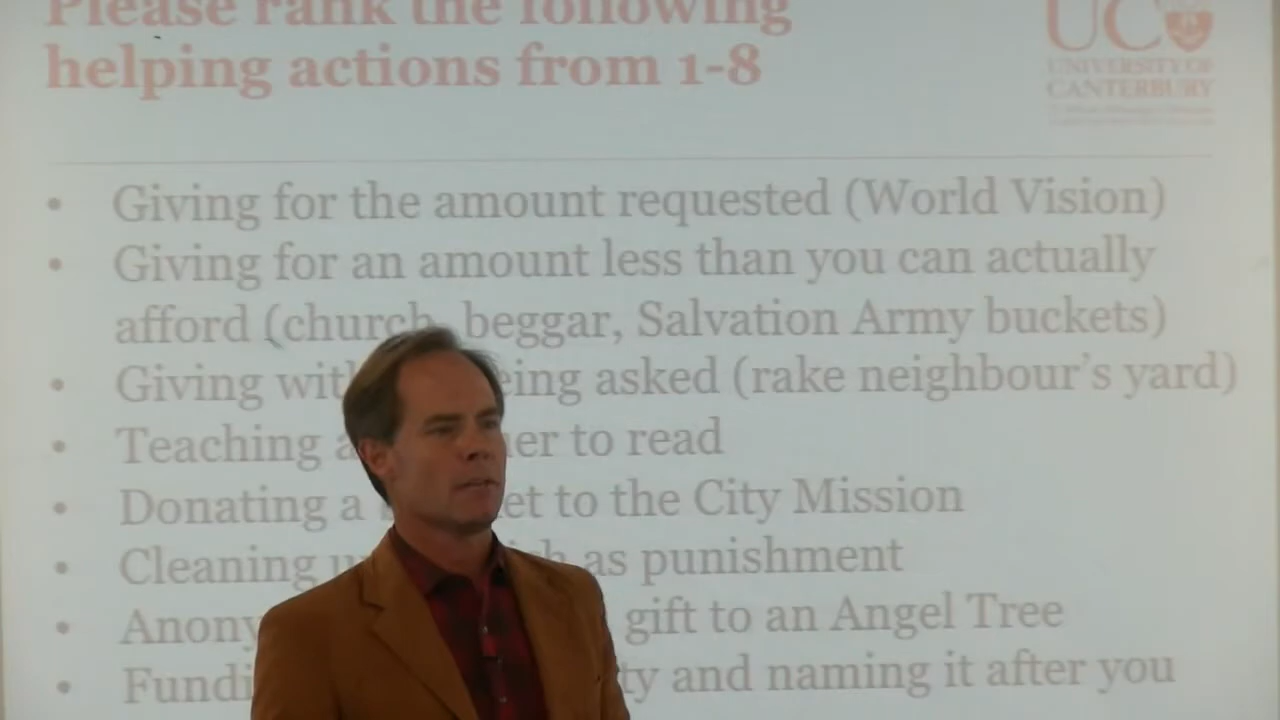 Please rank the following
helping actions from 1-8
UC
UNIVERSITY OF
CANTERBURY
• Giving for the amount requested (World Vision)
• Giving for an amount less than you can actually
afford (church, beggar, Salvation Army buckets)
• Giving with eing asked (rake neighbour's yard)
• Teaching a er to read
• Donating a et to the City Mission
• Cleaning as punishment
• Anony gift to an Angel Tree
• Fundi ty and naming it after you